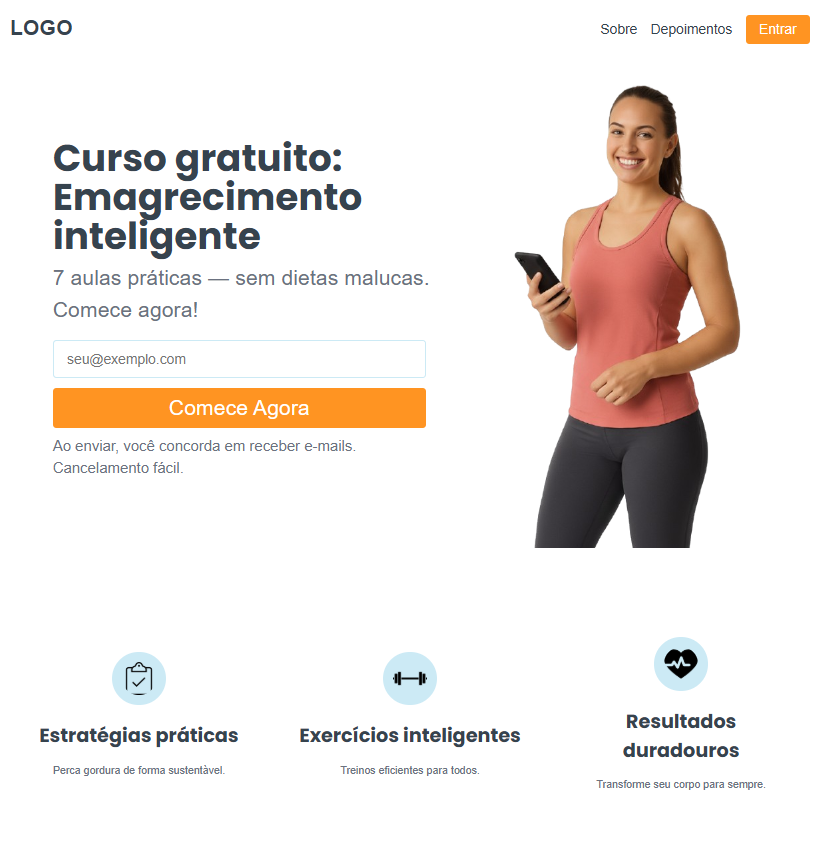 LOGO
Sobre Depoimentos Entrar
Curso gratuito:
Emagrecimento
inteligente
7 aulas práticas — sem dietas malucas.
Comece agora!
seu@exemplo.com
Comece Agora
Ao enviar, você concorda em receber e-mails.
Cancelamento fácil.
Estratégias práticas
Perca gordura de forma sustentàvel.
Exercícios inteligentes
Treinos eficientes para todos.
Resultados
duradouros
Transforme seu corpo para sempre.